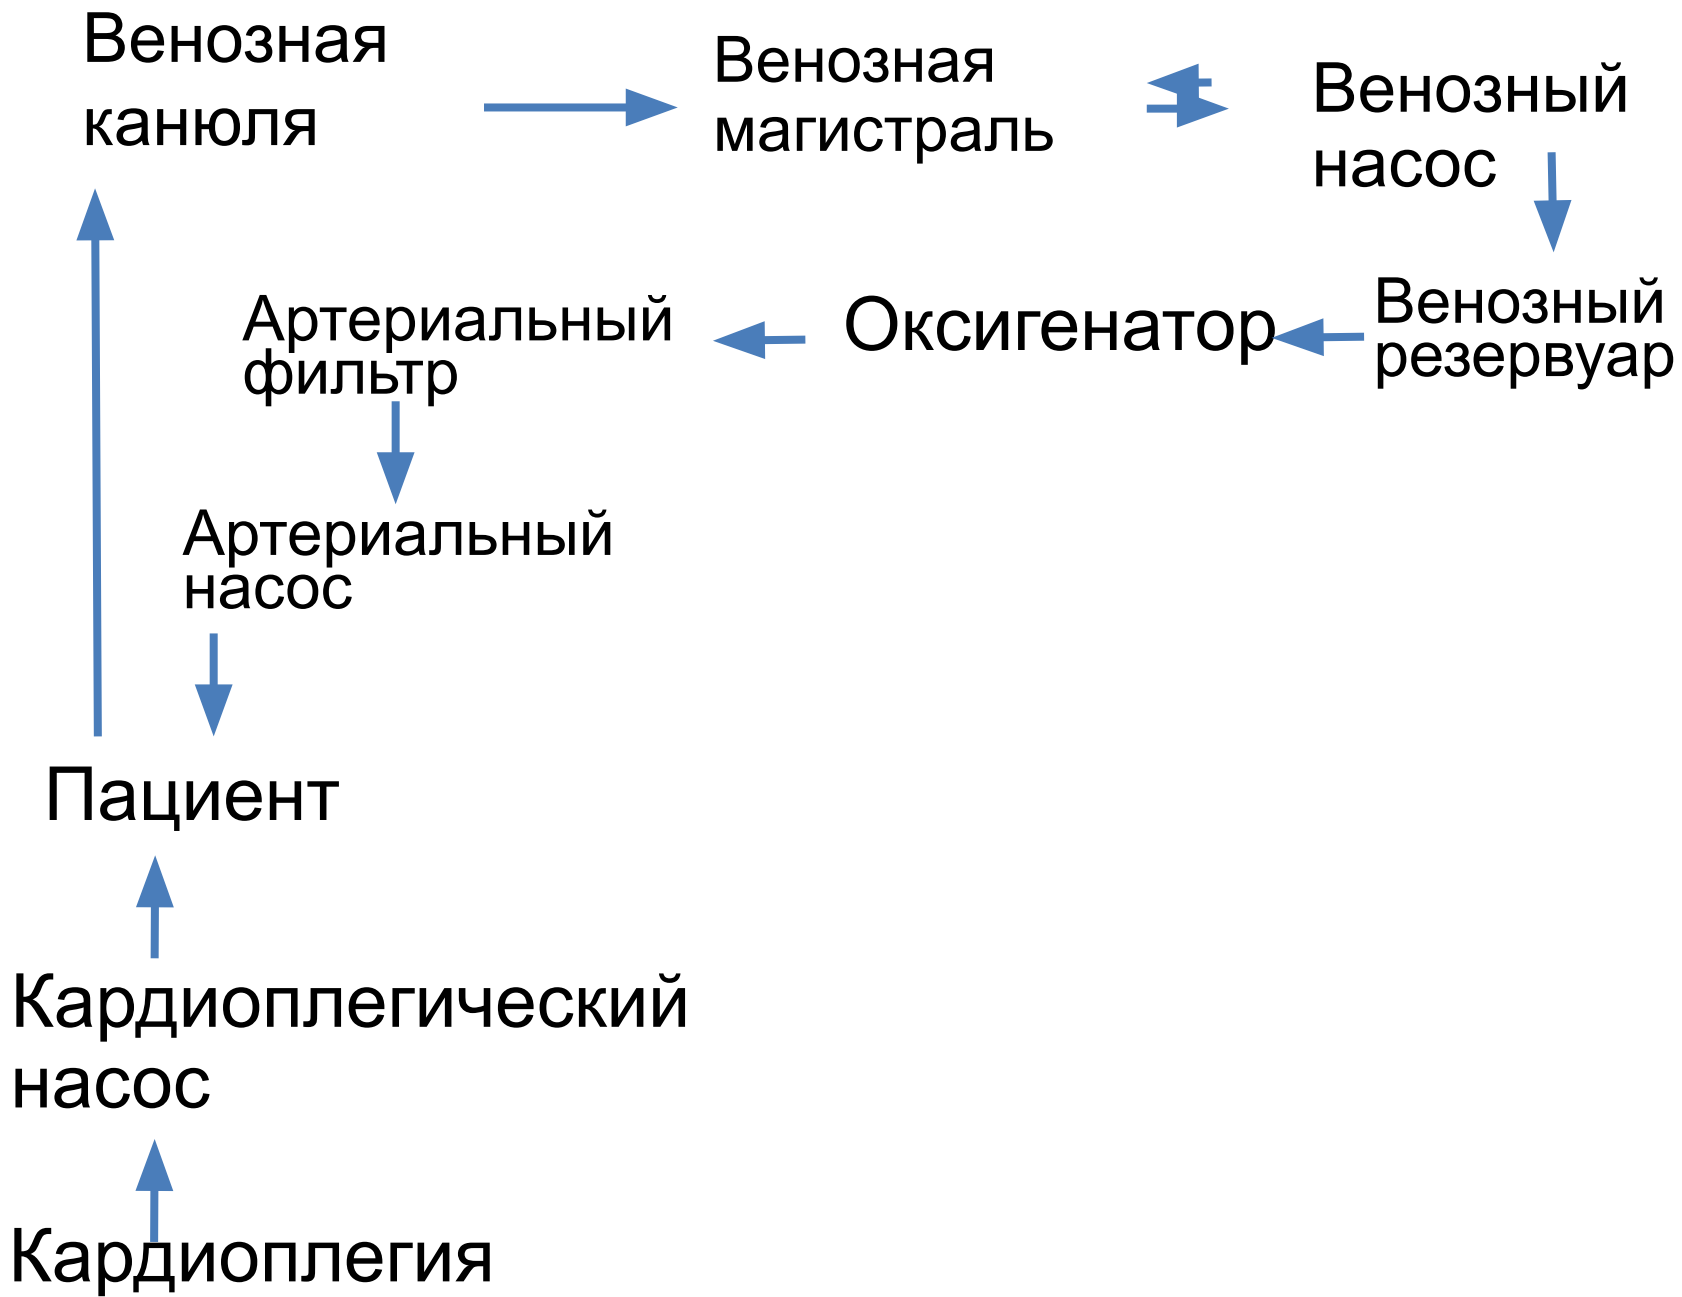 Венозная
канюля
Венозная
магистраль
Венозный
насос
Артериальный
фильтр
Оксигенатор
Венозный
резервуар
Артериальный
насос
Пациент
Кардиоплегический
насос
Кардиоплегия